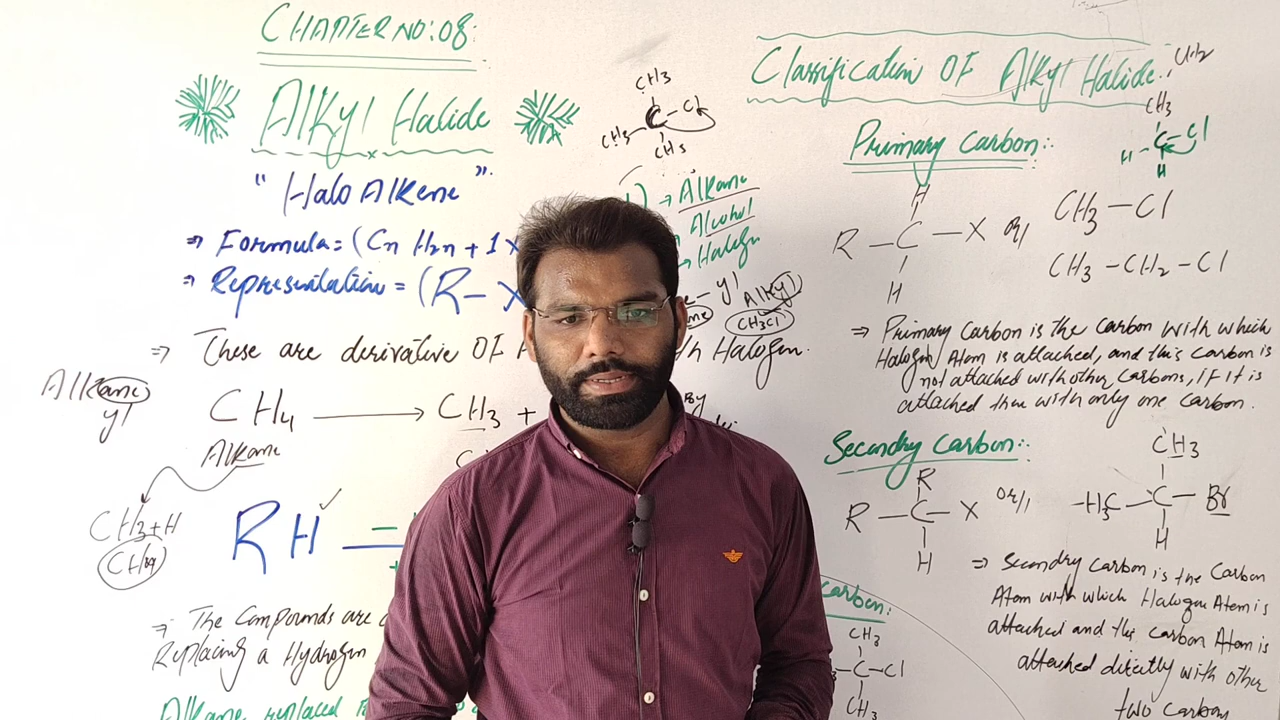 CHAPTER NO:08:
Alkyl Halide
"Halo Alkene"
⇒ Formula = (Cn H2n + 1 X
⇒ Representation = (R - X
⇒ These are derivative OF
with Halogen.
Alkane
yl
CH4 → CH3 +
Alkane
CH3+H
CH4
RH
⇒ The Compounds are
Replacing a Hydrogen
Alkane replaced
CH3
C - Cl
CH3
CH3
→ Alkane
Alcohol
→ Halogen
yl
Alkyl
CH3Cl
By
Classification OF Alkyl Halide:
CH3
H - C - Cl
H
Primary Carbon:
H
R - C - X or/
H
CH3 - Cl
CH3 - CH2 - Cl
⇒ Primary Carbon is the Carbon with which
Halogen Atom is attached, and this carbon is
not attached with other carbons, if it is
attached then with only one carbon.
Secondry Carbon:
R
R - C - X or/
H
CH3
H3C - C - Br
H
⇒ Secondry Carbon is the Carbon
Atom with which Halogen Atom is
attached and this carbon Atom is
attached directly with other
two Carbon
carbon:
CH3
C - Cl
CH3